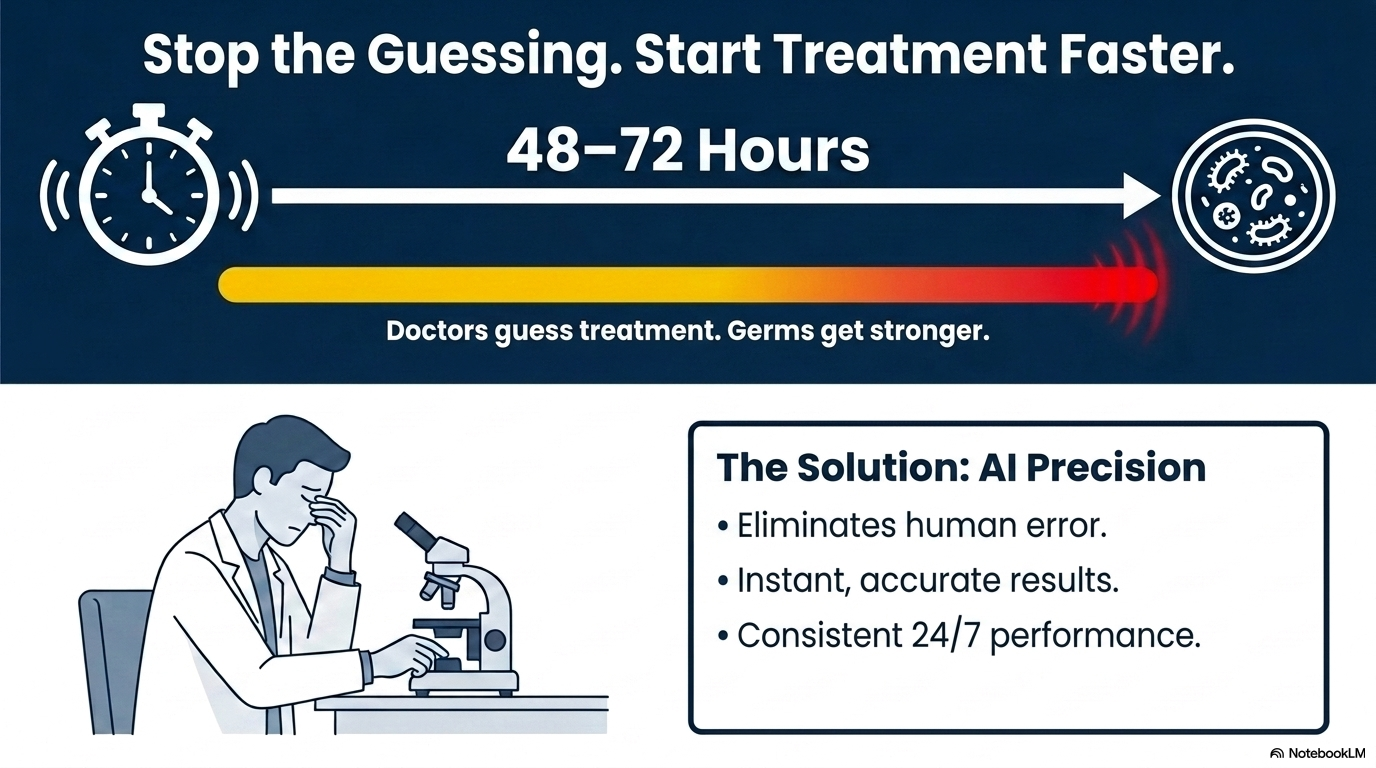 Stop the Guessing. Start Treatment Faster.
48–72 Hours
Doctors guess treatment. Germs get stronger.
The Solution: AI Precision
• Eliminates human error.
• Instant, accurate results.
• Consistent 24/7 performance.
NotebookLM